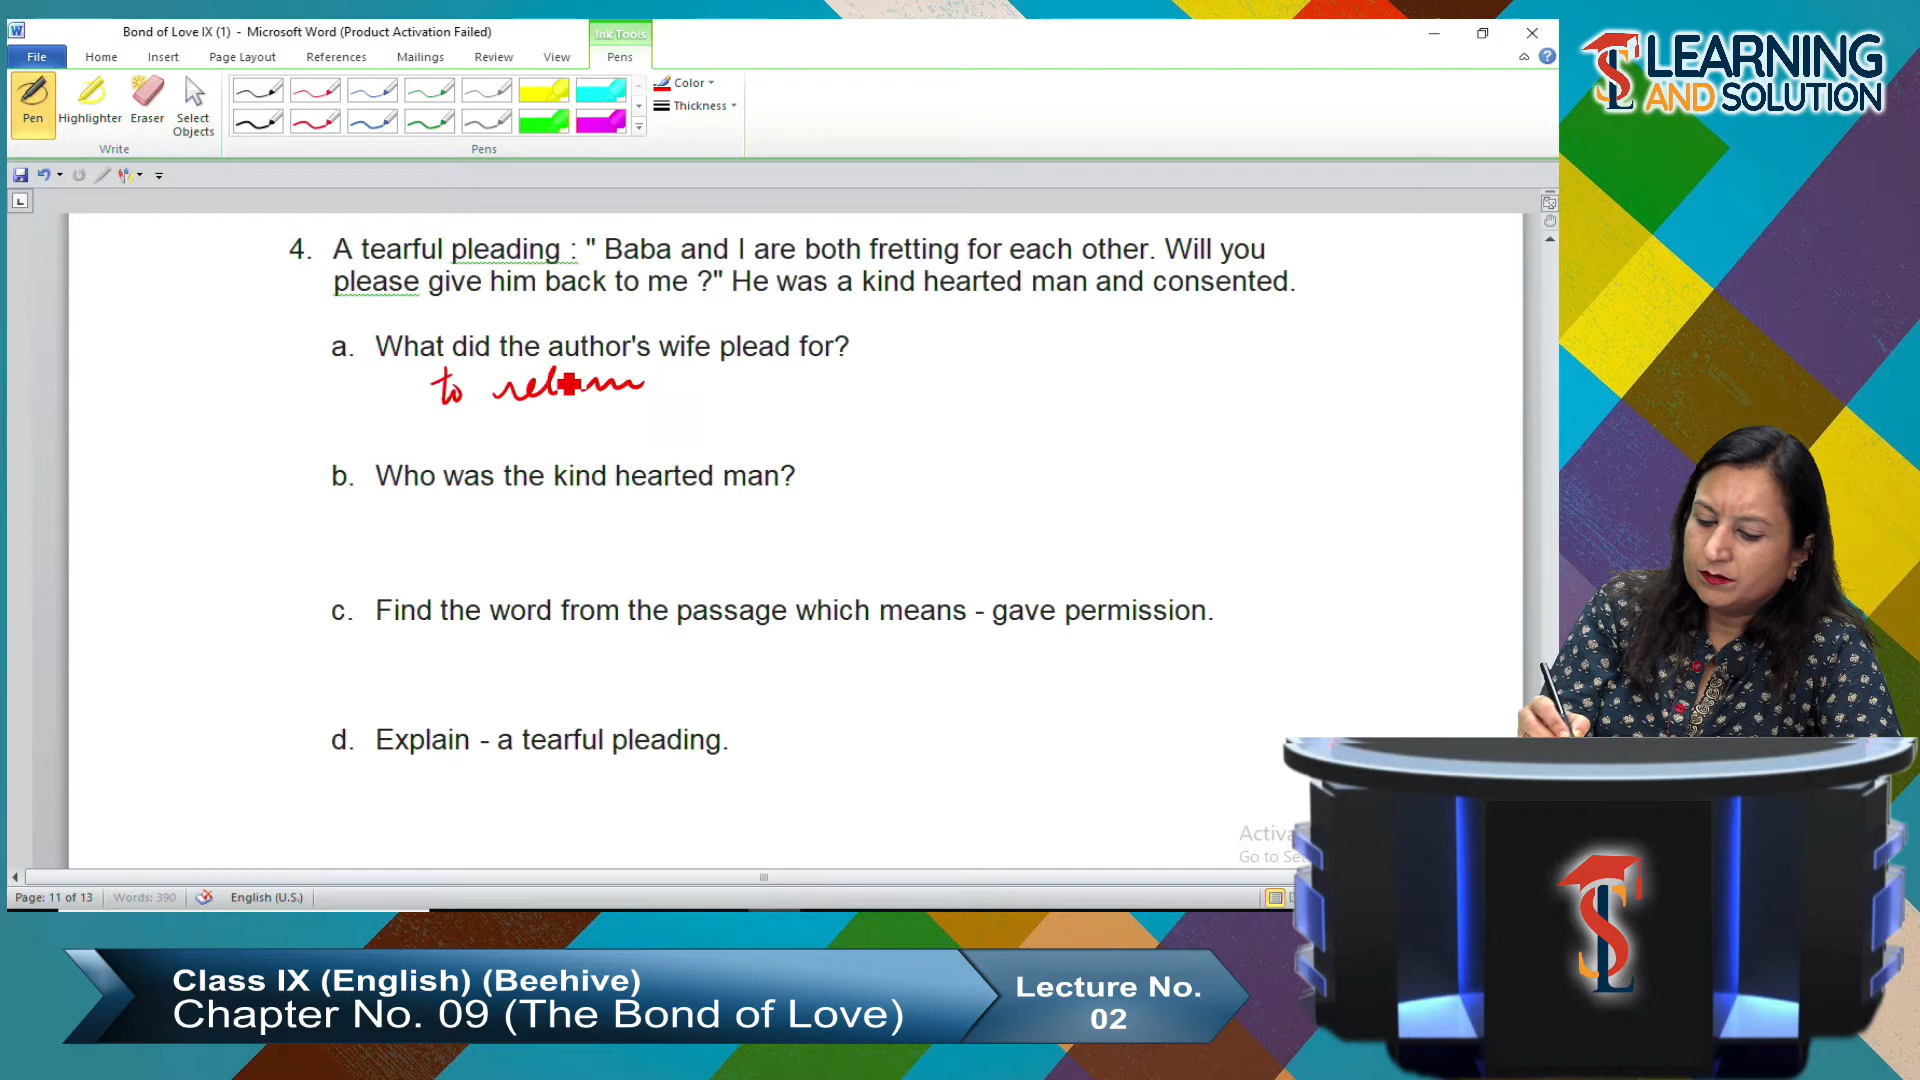 Bond of Love IX (1) - Microsoft Word (Product Activation Failed)
Ink Tools
File Home Insert Page Layout References Mailings Review View Pens
Pen Highlighter Eraser Select Objects
Color
Thickness
Write
Pens
LEARNING
AND SOLUTION
4. A tearful pleading : " Baba and I are both fretting for each other. Will you
please give him back to me ?" He was a kind hearted man and consented.
a. What did the author's wife plead for?
to return
b. Who was the kind hearted man?
c. Find the word from the passage which means - gave permission.
d. Explain - a tearful pleading.
Page: 11 of 13 Words: 390 English (U.S.)
Class IX (English) (Beehive)
Chapter No. 09 (The Bond of Love)
Lecture No.
02